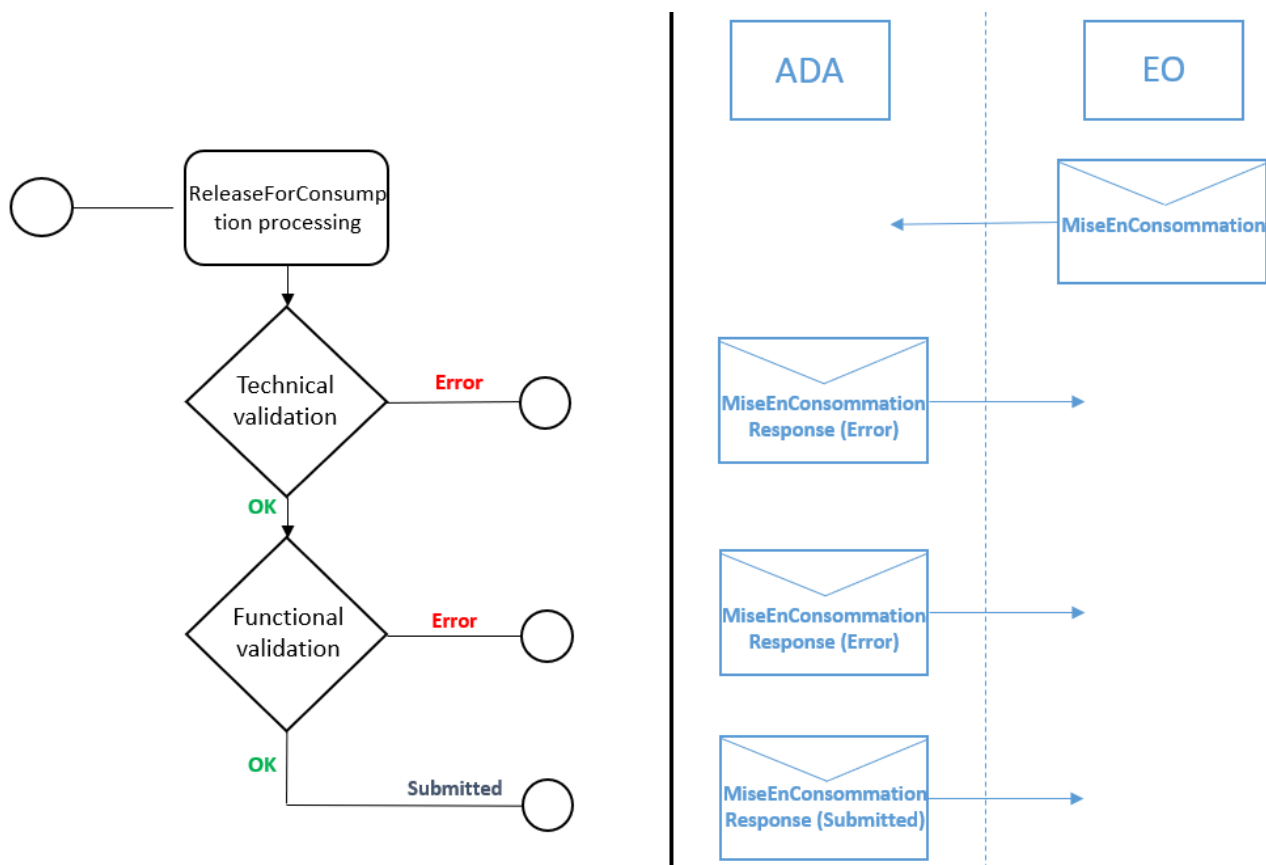 ReleaseForConsump
tion processing
Technical
validation
Error
OK
Functional
validation
Error
OK
Submitted
ADA
EO
MiseEnConsommation
MiseEnConsommation
Response (Error)
MiseEnConsommation
Response (Error)
MiseEnConsommation
Response (Submitted)